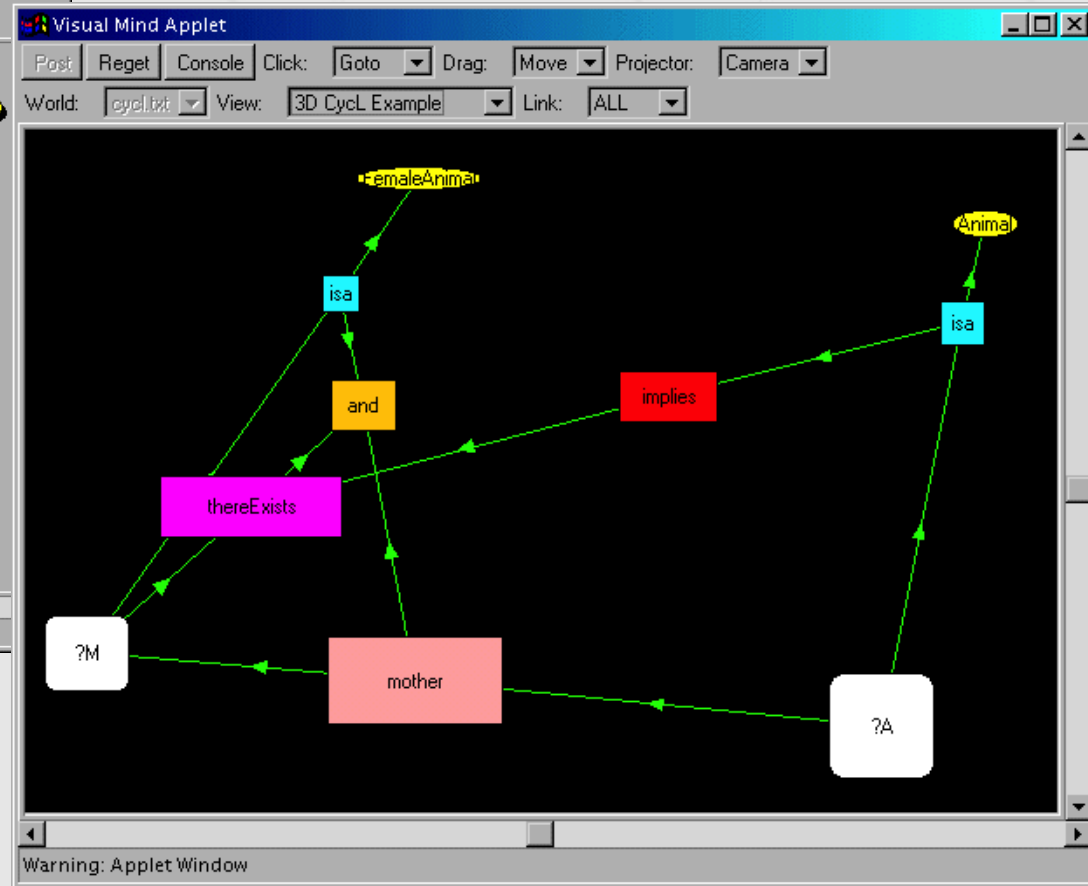 Visual Mind Applet
Post Reget Console Click: Goto Drag: Move Projector: Camera
World: cycl.txt View: 3D CycL Example Link: ALL
FemaleAnimal
Animal
isa
isa
implies
and
thereExists
?M
mother
?A
Warning: Applet Window